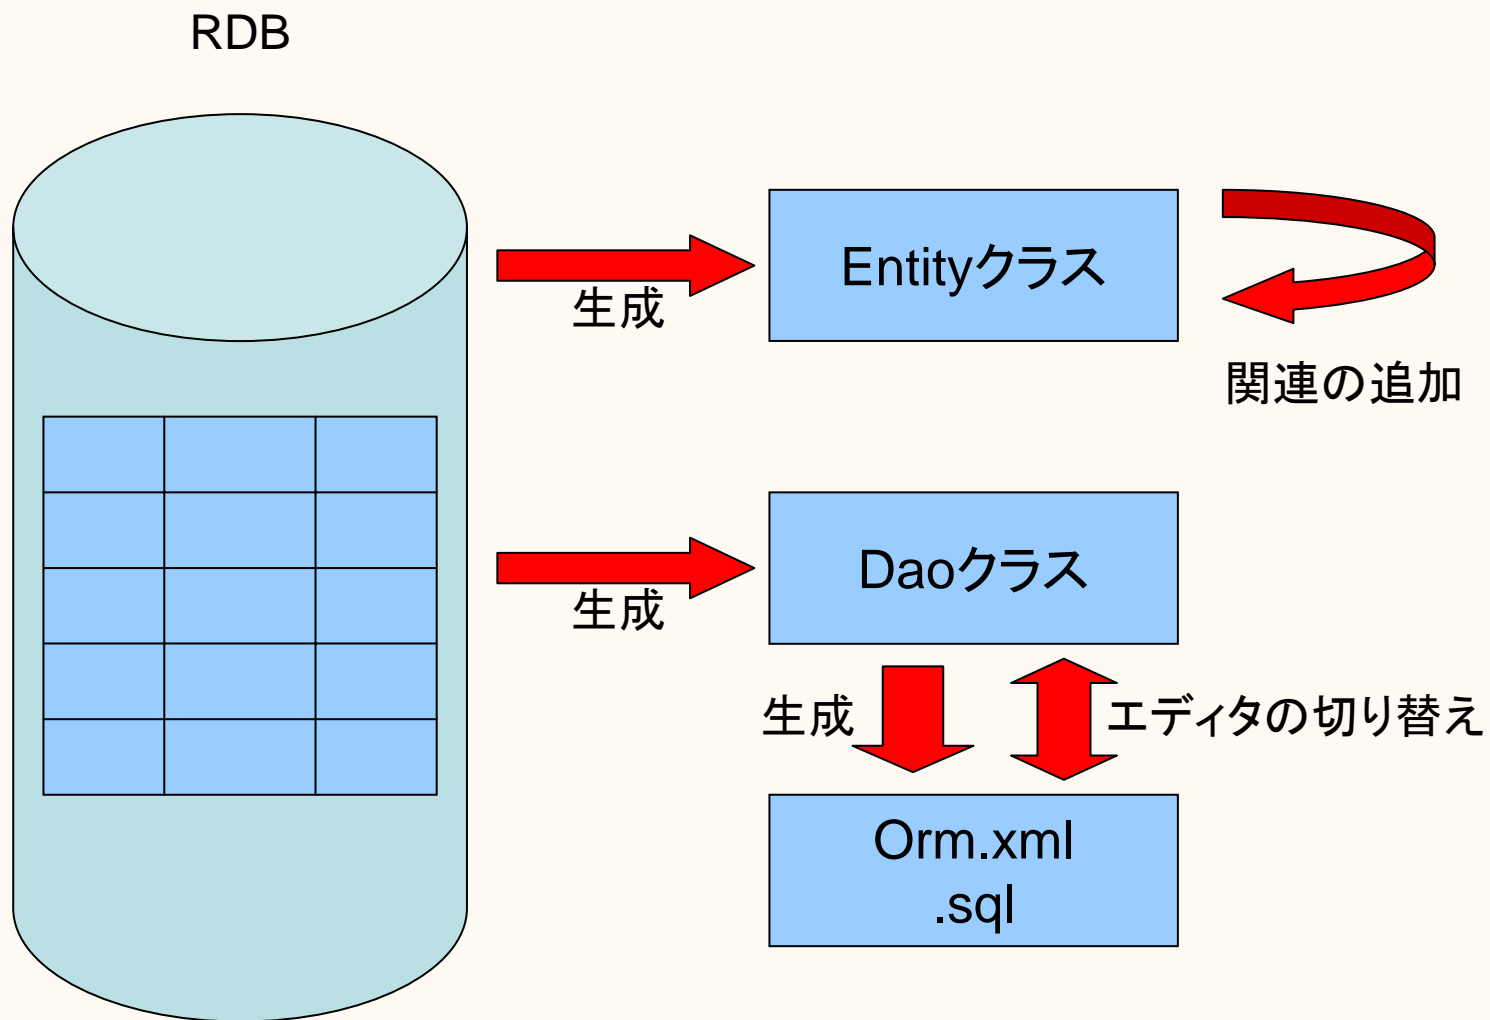 RDB
生成
Entityクラス
関連の追加
生成
Daoクラス
生成
エディタの切り替え
Orm.xml
.sql